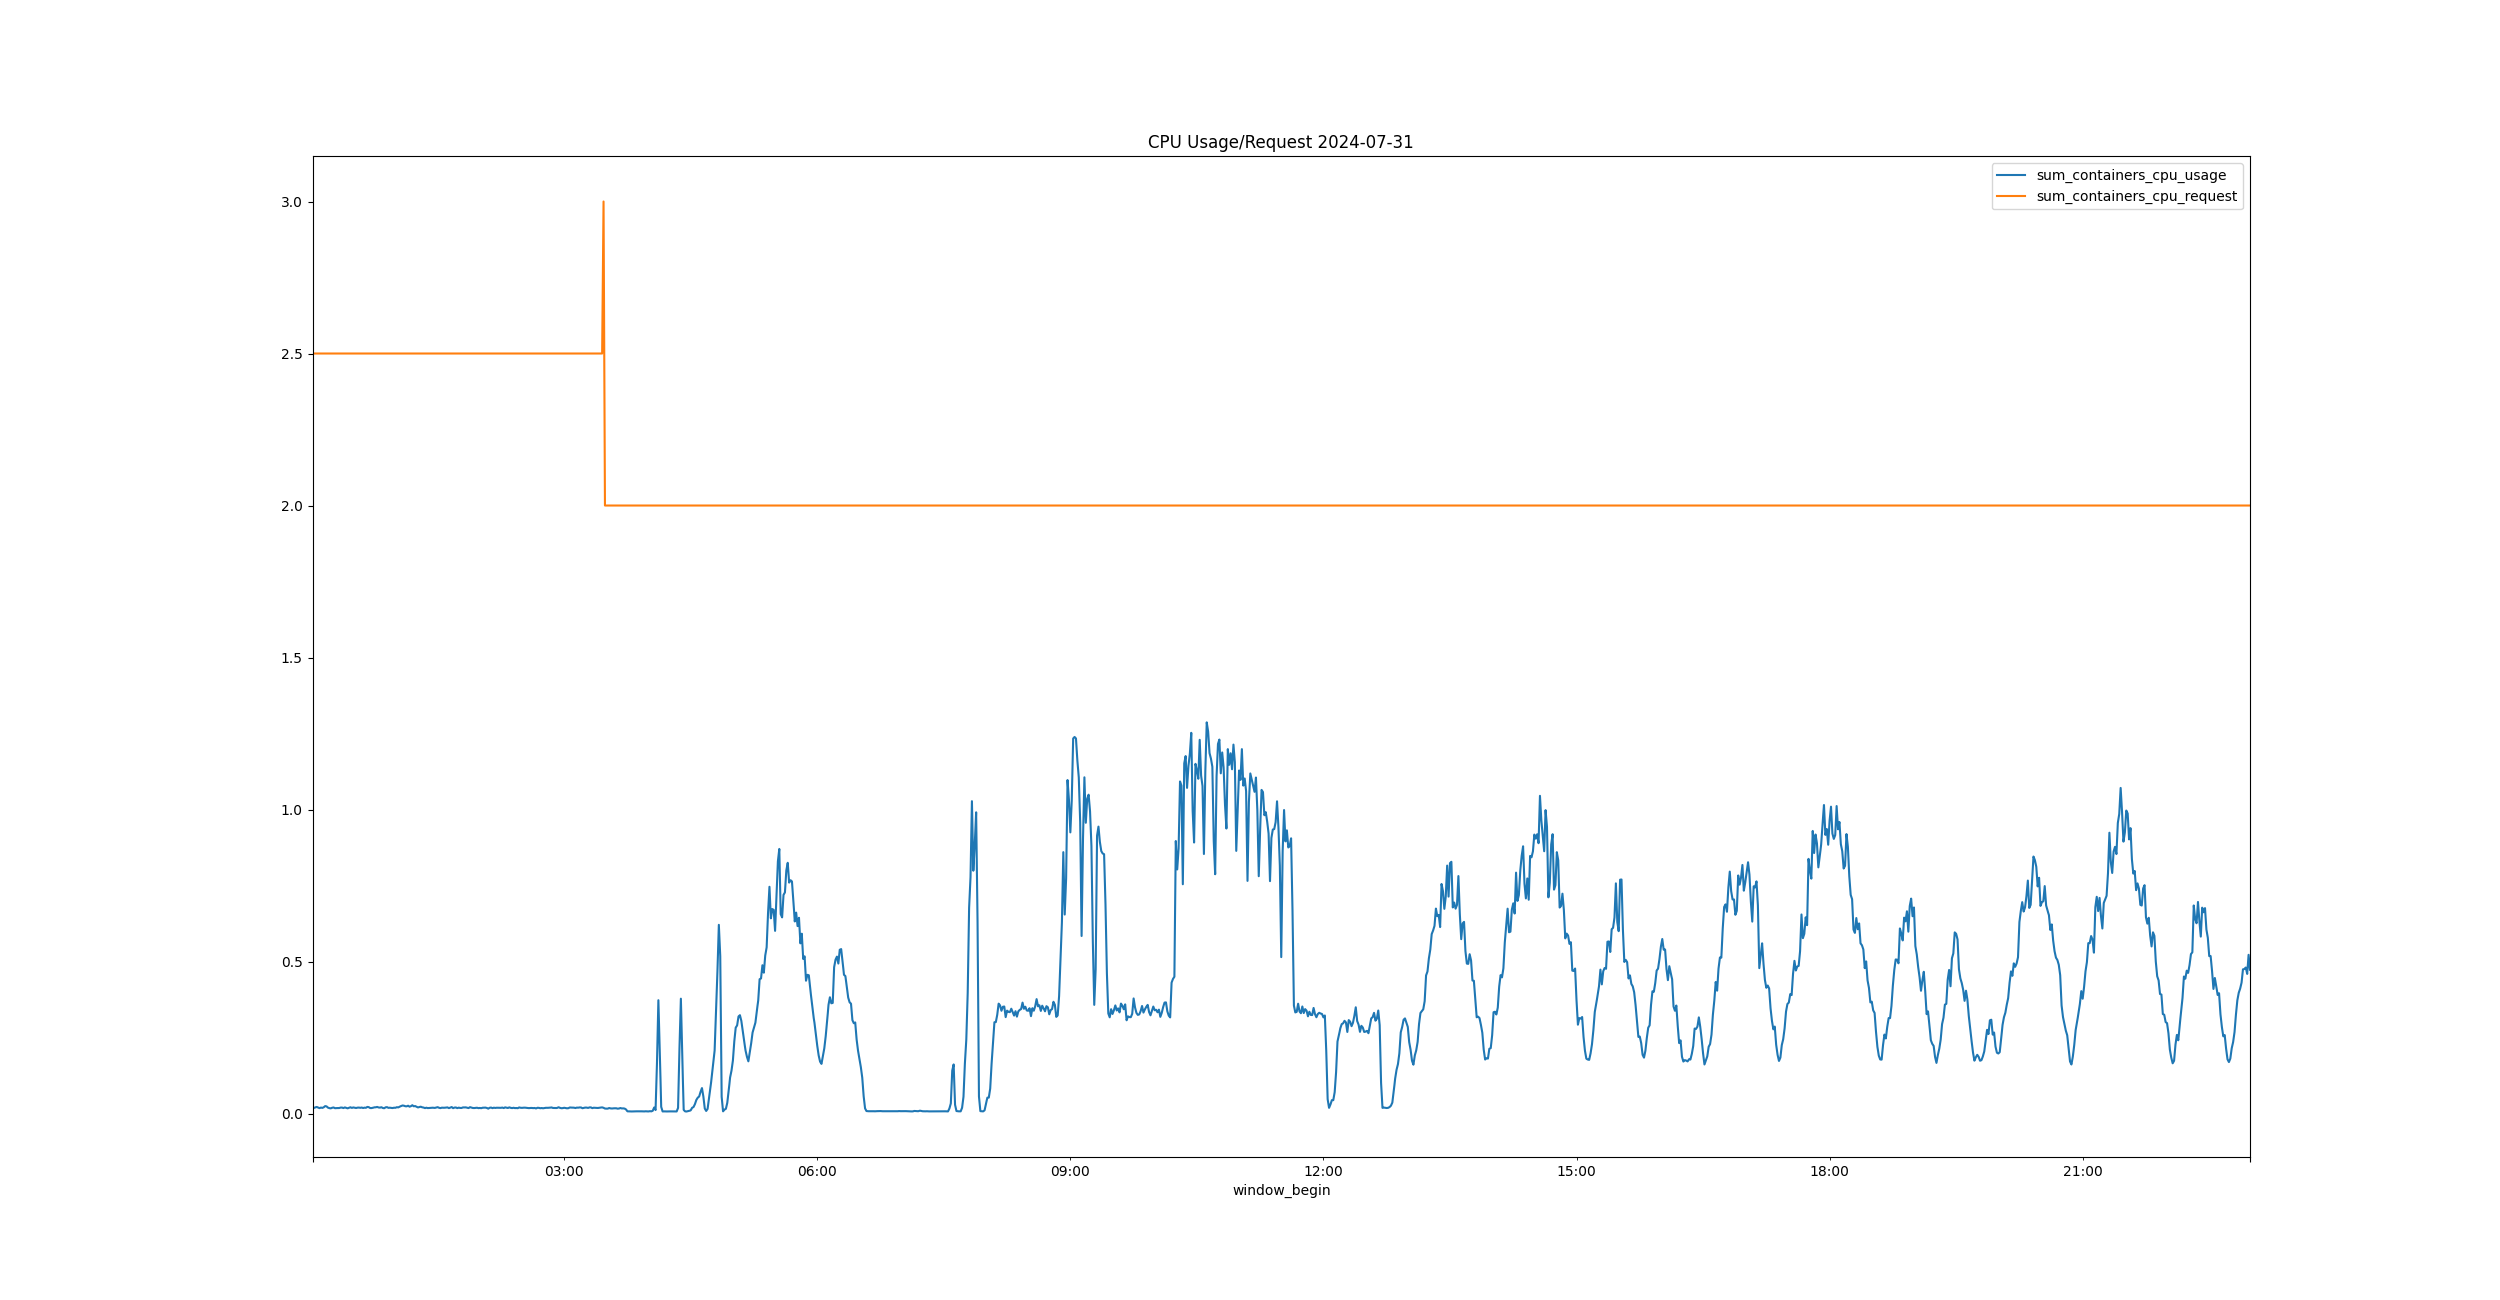 CPU Usage/Request 2024-07-31
sum_containers_cpu_usage
sum_containers_cpu_request
3.0
2.5
2.0
1.5
1.0
0.5
0.0
03:00 06:00 09:00 12:00 15:00 18:00 21:00
window_begin